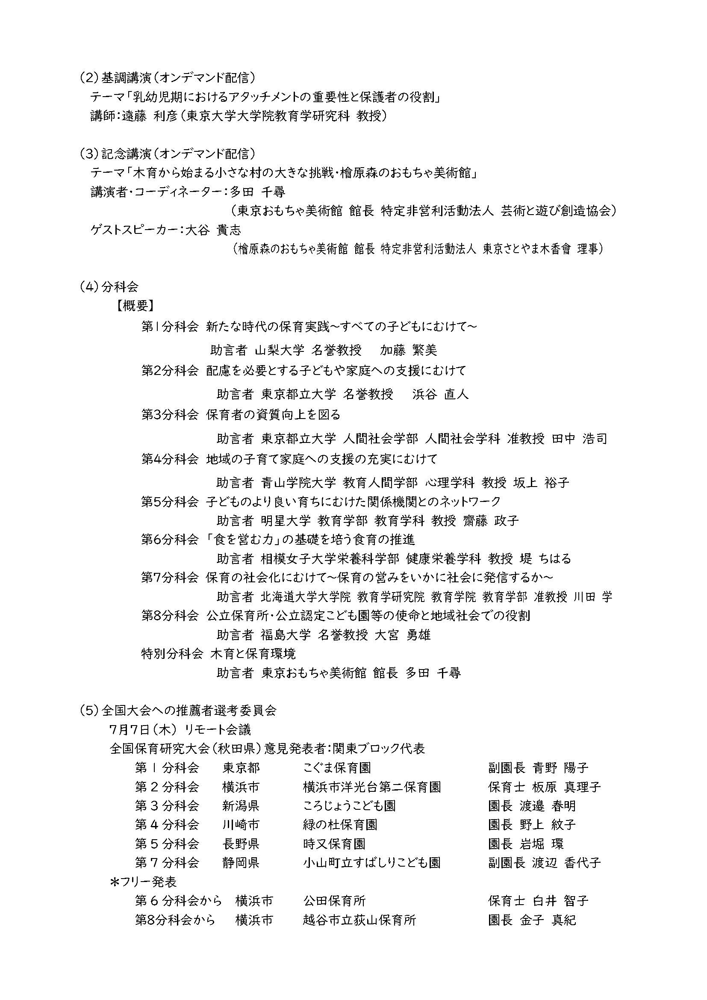 （2）基調講演（オンデマンド配信）
テーマ「乳幼児期におけるアタッチメントの重要性と保護者の役割」
講師：遠藤 利彦（東京大学大学院教育学研究科 教授）
（3）記念講演（オンデマンド配信）
テーマ「木育から始まる小さな村の大きな挑戦・檜原森のおもちゃ美術館」
講演者・コーディネーター：多田 千尋
（東京おもちゃ美術館 館長 特定非営利活動法人 芸術と遊び創造協会）
ゲストスピーカー：大谷 貴志
（檜原森のおもちゃ美術館 館長 特定非営利活動法人 東京さとやま木香會 理事）
（4）分科会
【概要】
第1分科会 新たな時代の保育実践～すべての子どもにむけて～
助言者 山梨大学 名誉教授 加藤 繁美
第2分科会 配慮を必要とする子どもや家庭への支援にむけて
助言者 東京都立大学 名誉教授 浜谷 直人
第3分科会 保育者の資質向上を図る
助言者 東京都立大学 人間社会学部 人間社会学科 准教授 田中 浩司
第4分科会 地域の子育て家庭への支援の充実にむけて
助言者 青山学院大学 教育人間学部 心理学科 教授 坂上 裕子
第5分科会 子どものより良い育ちにむけた関係機関とのネットワーク
助言者 明星大学 教育学部 教育学科 教授 齋藤 政子
第6分科会 「食を営む力」の基礎を培う食育の推進
助言者 相模女子大学栄養科学部 健康栄養学科 教授 堤 ちはる
第7分科会 保育の社会化にむけて～保育の営みをいかに社会に発信するか～
助言者 北海道大学大学院 教育学研究院 教育学院 教育学部 准教授 川田 学
第8分科会 公立保育所・公立認定こども園等の使命と地域社会での役割
助言者 福島大学 名誉教授 大宮 勇雄
特別分科会 木育と保育環境
助言者 東京おもちゃ美術館 館長 多田 千尋
（5）全国大会への推薦者選考委員会
7月7日（木） リモート会議
全国保育研究大会（秋田県）意見発表者：関東ブロック代表
第 1 分科会 東京都 こぐま保育園 副園長 青野 陽子
第 2 分科会 横浜市 横浜市洋光台第二保育園 保育士 板原 真理子
第 3 分科会 新潟県 ころじょうこども園 園長 渡邉 春明
第 4 分科会 川崎市 緑の杜保育園 園長 野上 紋子
第 5 分科会 長野県 時又保育園 園長 岩堀 環
第 7 分科会 静岡県 小山町立すばしりこども園 副園長 渡辺 香代子
＊フリー発表
第 6 分科会から 横浜市 公田保育所 保育士 白井 智子
第8分科会から 横浜市 越谷市立荻山保育所 園長 金子 真紀